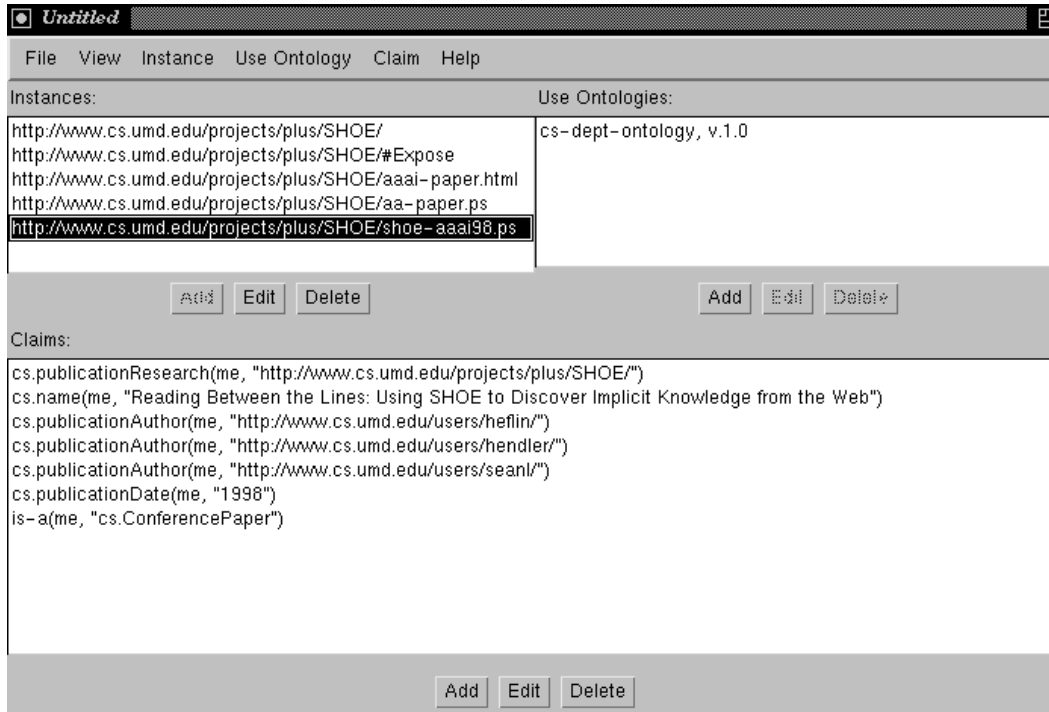 Untitled
File View Instance Use Ontology Claim Help
Instances:
Use Ontologies:
http://www.cs.umd.edu/projects/plus/SHOE/
http://www.cs.umd.edu/projects/plus/SHOE/#Expose
http://www.cs.umd.edu/projects/plus/SHOE/aaai-paper.html
http://www.cs.umd.edu/projects/plus/SHOE/aa-paper.ps
http://www.cs.umd.edu/projects/plus/SHOE/shoe-aaai98.ps
cs-dept-ontology, v.1.0
Add Edit Delete
Add Edit Delete
Claims:
cs.publicationResearch(me, "http://www.cs.umd.edu/projects/plus/SHOE/")
cs.name(me, "Reading Between the Lines: Using SHOE to Discover Implicit Knowledge from the Web")
cs.publicationAuthor(me, "http://www.cs.umd.edu/users/heflin/")
cs.publicationAuthor(me, "http://www.cs.umd.edu/users/hendler/")
cs.publicationAuthor(me, "http://www.cs.umd.edu/users/seanl/")
cs.publicationDate(me, "1998")
is-a(me, "cs.ConferencePaper")
Add Edit Delete